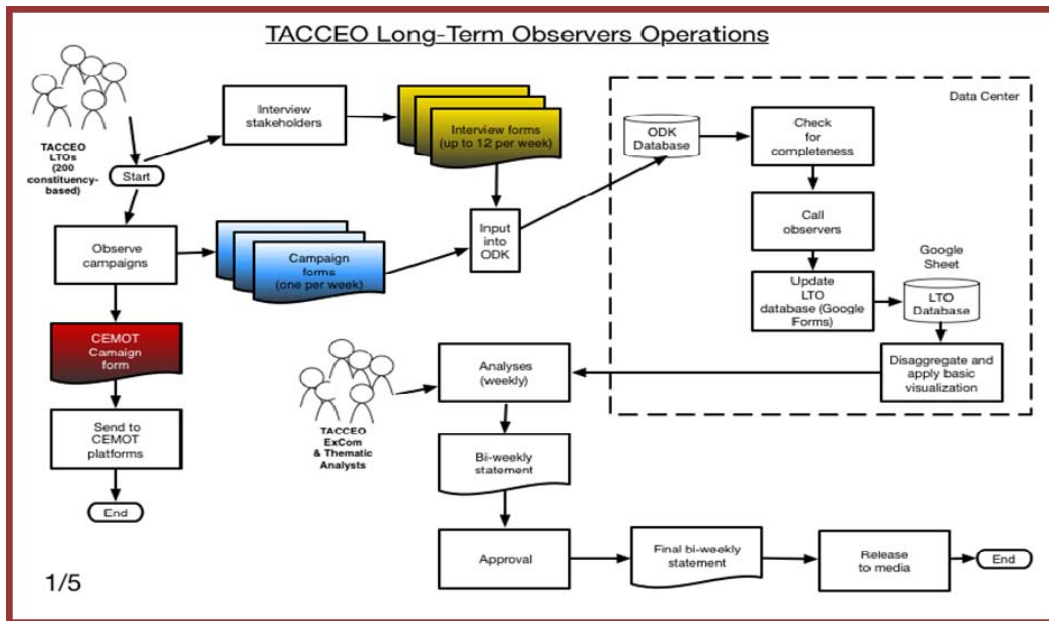 TACCEO Long-Term Observers Operations
TACCEO
LTOs
(200
constituency-
based)
Start
Interview
stakeholders
Interview forms
(up to 12 per week)
Observe
campaigns
Campaign
forms
(one per week)
Input
into
ODK
CEMOT
Camaign
form
Send to
CEMOT
platforms
End
Data Center
ODK
Database
Check
for
completeness
Call
observers
Update
LTO
database (Google
Forms)
Google
Sheet
LTO
Database
Disaggregate and
apply basic
visualization
TACCEO
ExCom
& Thematic
Analysts
Analyses
(weekly)
Bi-weekly
statement
Approval
Final bi-weekly
statement
Release
to media
End
1/5